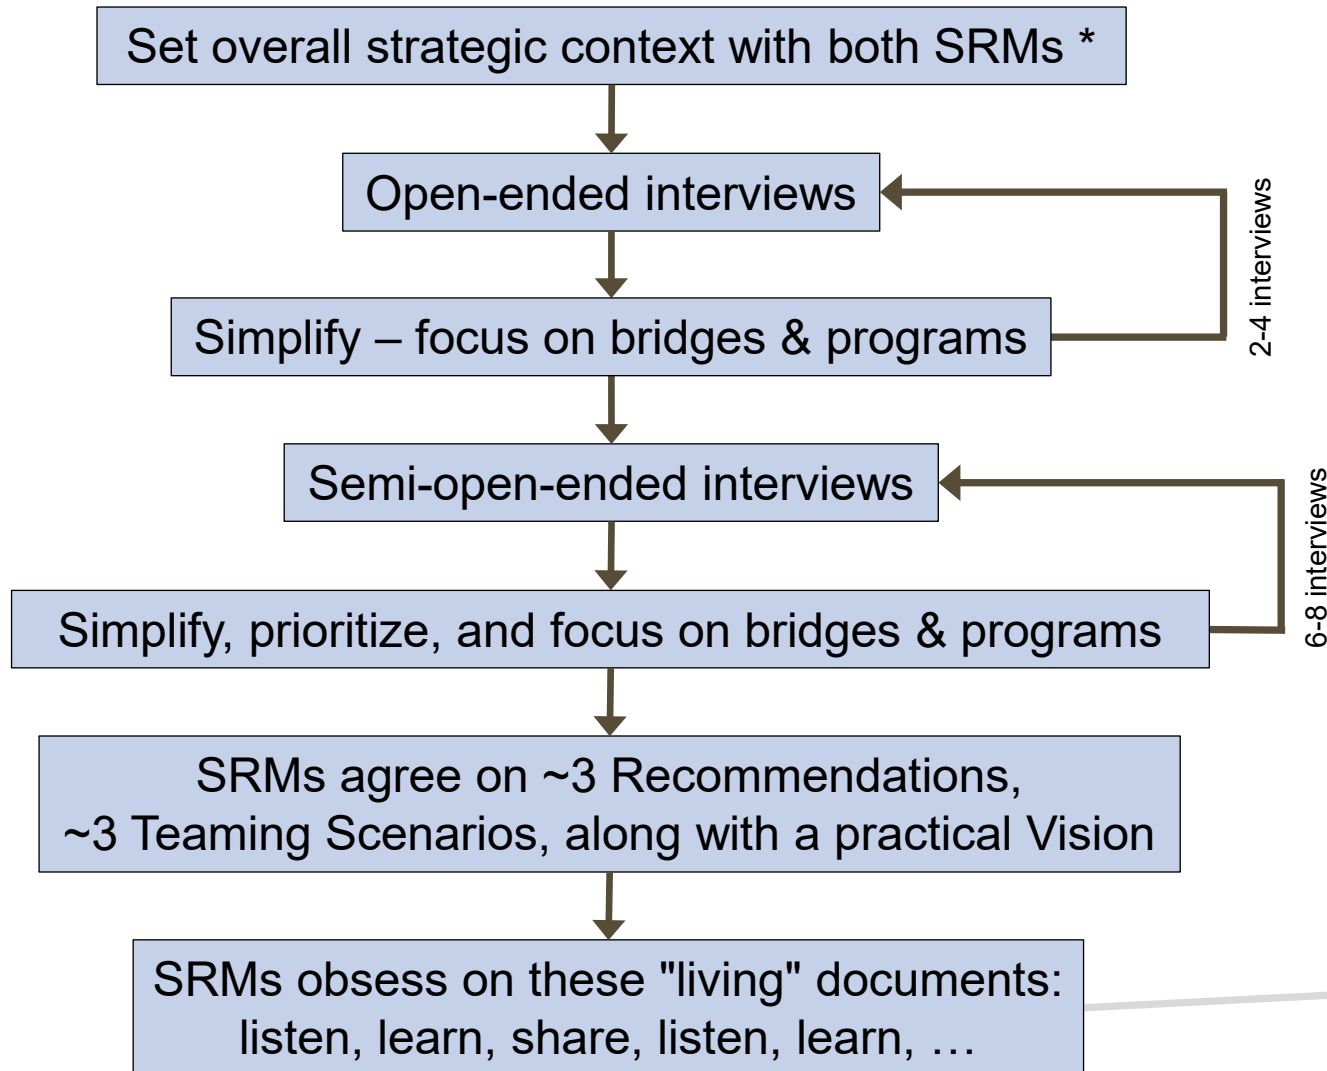 Set overall strategic context with both SRMs *
Open-ended interviews
2-4 interviews
Simplify – focus on bridges & programs
Semi-open-ended interviews
6-8 interviews
Simplify, prioritize, and focus on bridges & programs
SRMs agree on ~3 Recommendations,
~3 Teaming Scenarios, along with a practical Vision
SRMs obsess on these "living" documents:
listen, learn, share, listen, learn, …